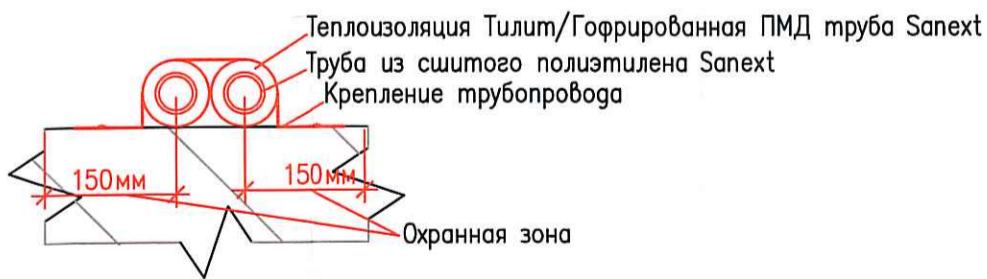 Теплоизоляция Тилит/Гофрированная ПМД труба Sanext
Труба из сшитого полиэтилена Sanext
Крепление трубопровода
150мм
150мм
Охранная зона